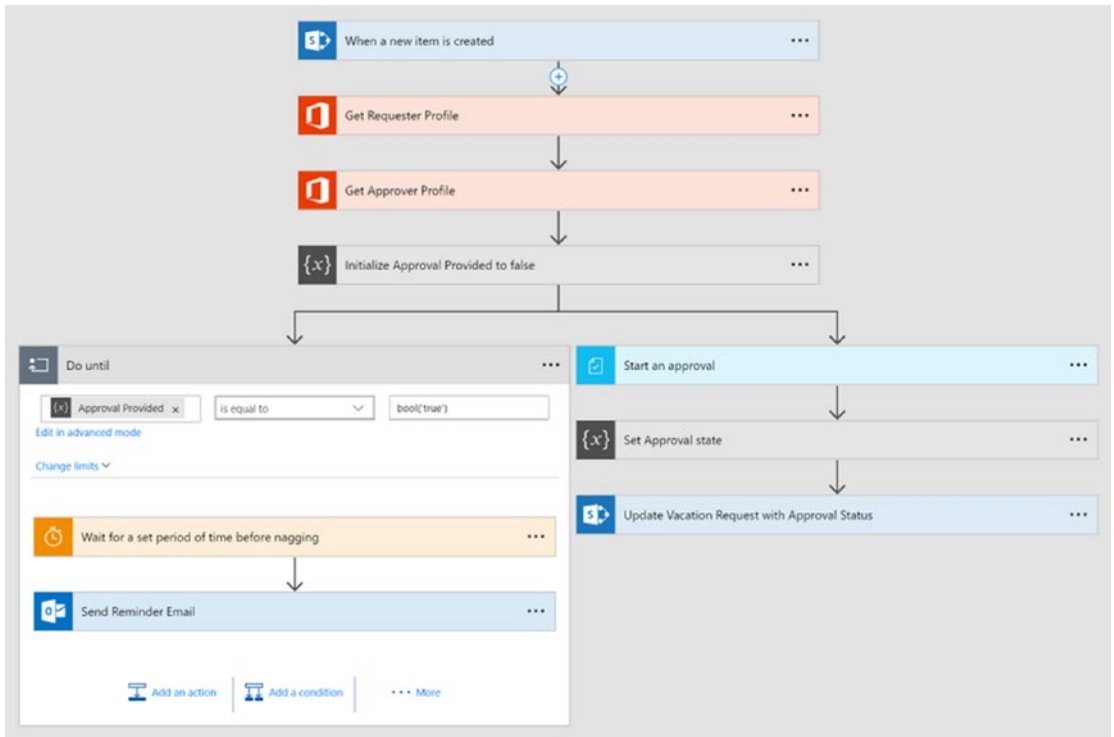 When a new item is created
Get Requester Profile
Get Approver Profile
{x} Initialize Approval Provided to false
Do until
{x} Approval Provided x is equal to bool('true')
Edit in advanced mode
Change limits
Wait for a set period of time before nagging
Send Reminder Email
Add an action Add a condition More
Start an approval
{x} Set Approval state
Update Vacation Request with Approval Status